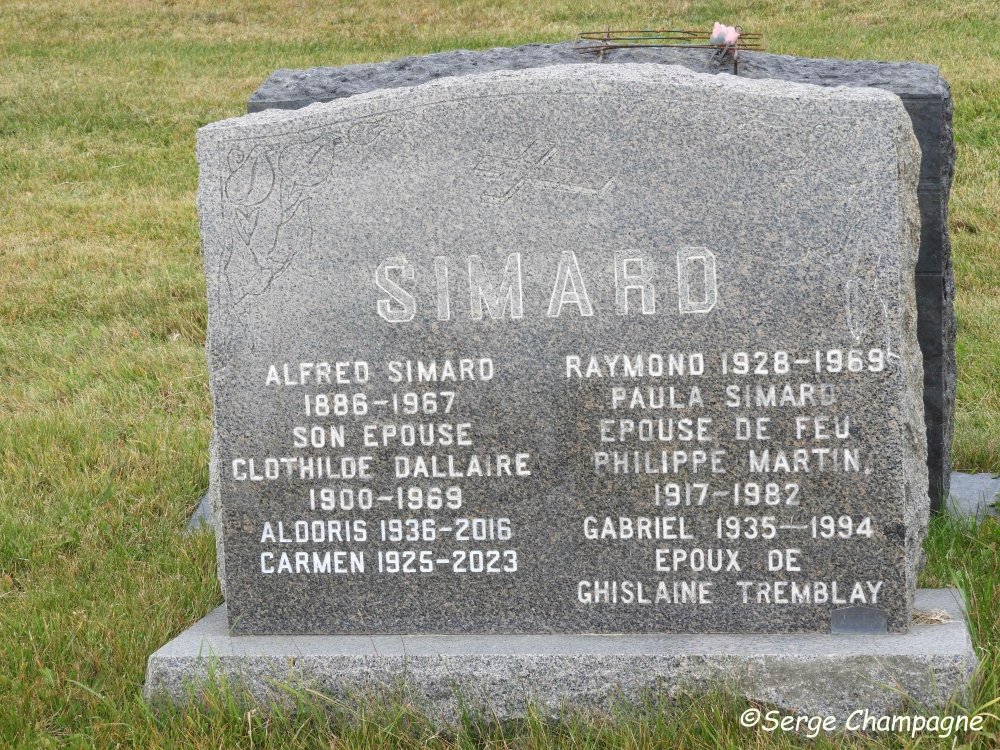 SIMARD
ALFRED SIMARD
1886-1967
SON EPOUSE
CLOTHILDE DALLAIRE
1900-1969
ALDORIS 1936-2016
CARMEN 1925-2023
RAYMOND 1928-1969
PAULA SIMARD
EPOUSE DE FEU
PHILIPPE MARTIN,
1917-1982
GABRIEL 1935-1994
EPOUX DE
GHISLAINE TREMBLAY
©Serge Champagne